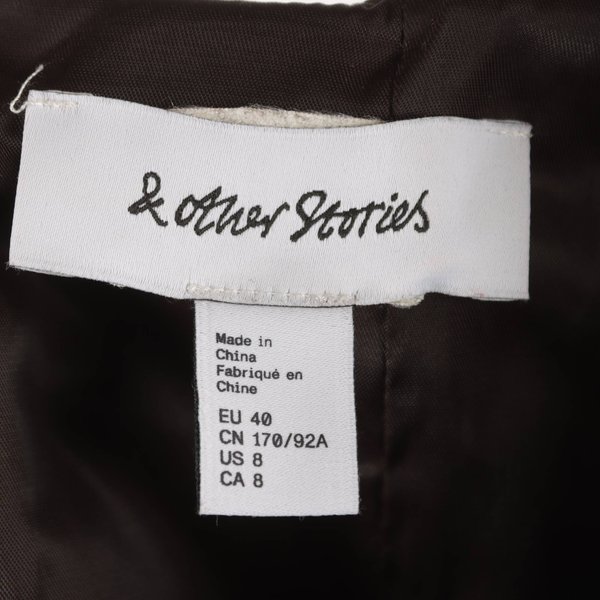 & other Stories
Made in
China
Fabriqué en
Chine
EU 40
CN 170/92A
US 8
CA 8